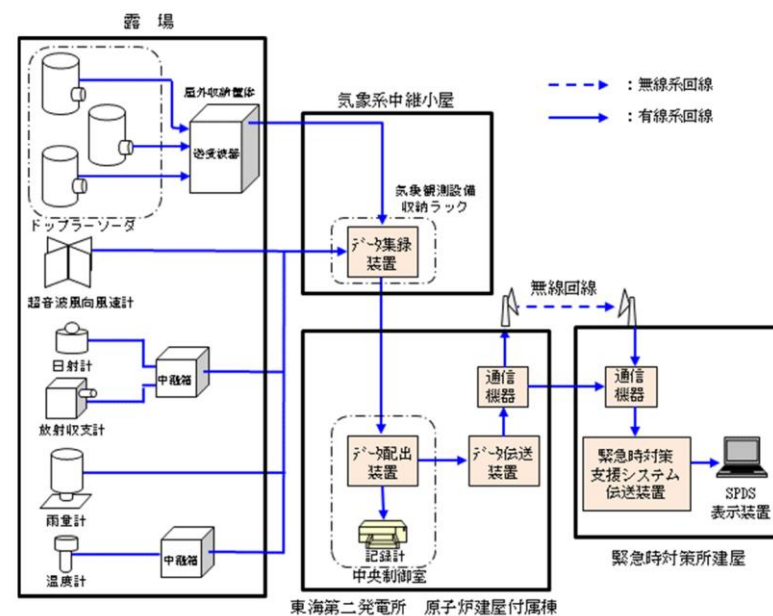 露 場
屋外収納筐体
送受波器
ドップラーソーダ
超音波風向風速計
日射計
放射収支計
中継箱
雨量計
温度計
中継箱
気象系中継小屋
気象観測設備
収納ラック
データ集録
装置
：無線系回線
：有線系回線
無線回線
通信
機器
データ配出
装置
データ伝送
装置
記録計
中央制御室
東海第二発電所 原子炉建屋付属棟
通信
機器
緊急時対策
支援システム
伝送装置
SPDS
表示装置
緊急時対策所建屋